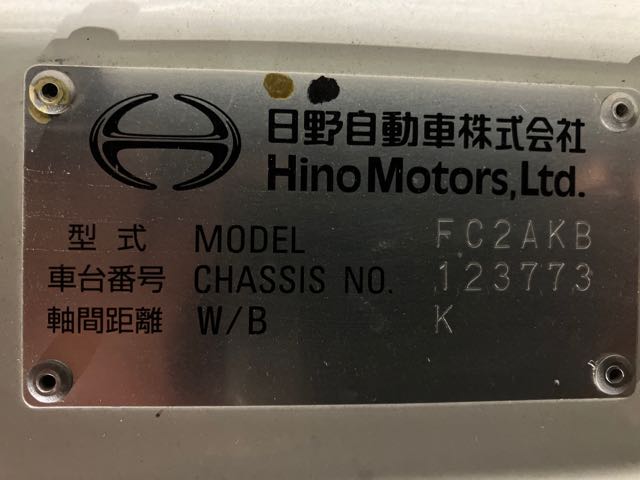 日野自動車株式会社
Hino Motors, Ltd.
型式 MODEL FC2AKB
車台番号 CHASSIS NO. 123773
軸間距離 W/B K